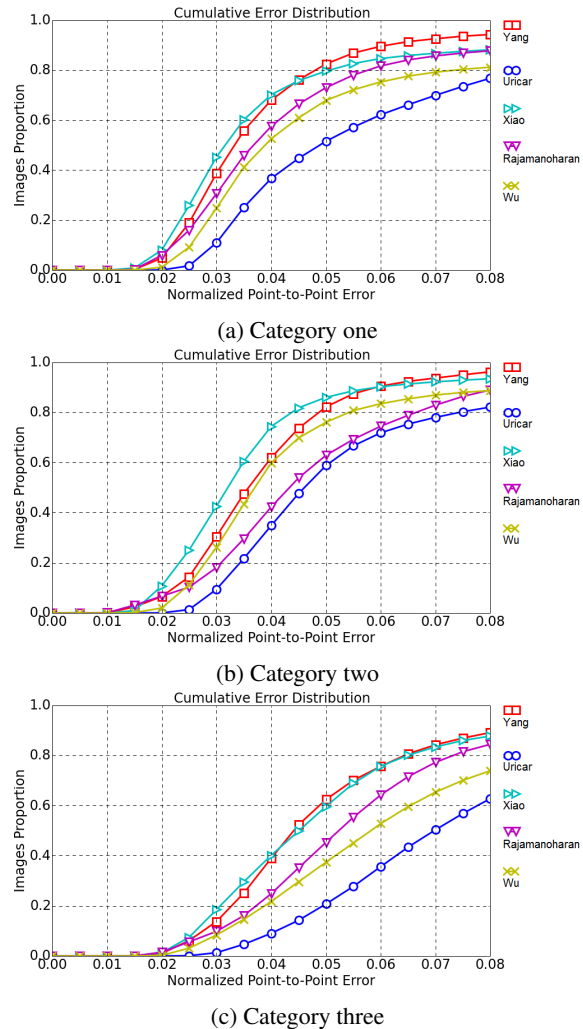 Cumulative Error Distribution
Images Proportion
1.0
0.8
0.6
0.4
0.2
0.0
0.00 0.01 0.02 0.03 0.04 0.05 0.06 0.07 0.08
Normalized Point-to-Point Error
Yang
Uricar
Xiao
Rajamanoharan
Wu
(a) Category one
Cumulative Error Distribution
Images Proportion
1.0
0.8
0.6
0.4
0.2
0.0
0.00 0.01 0.02 0.03 0.04 0.05 0.06 0.07 0.08
Normalized Point-to-Point Error
Yang
Uricar
Xiao
Rajamanoharan
Wu
(b) Category two
Cumulative Error Distribution
Images Proportion
1.0
0.8
0.6
0.4
0.2
0.0
0.00 0.01 0.02 0.03 0.04 0.05 0.06 0.07 0.08
Normalized Point-to-Point Error
Yang
Uricar
Xiao
Rajamanoharan
Wu
(c) Category three